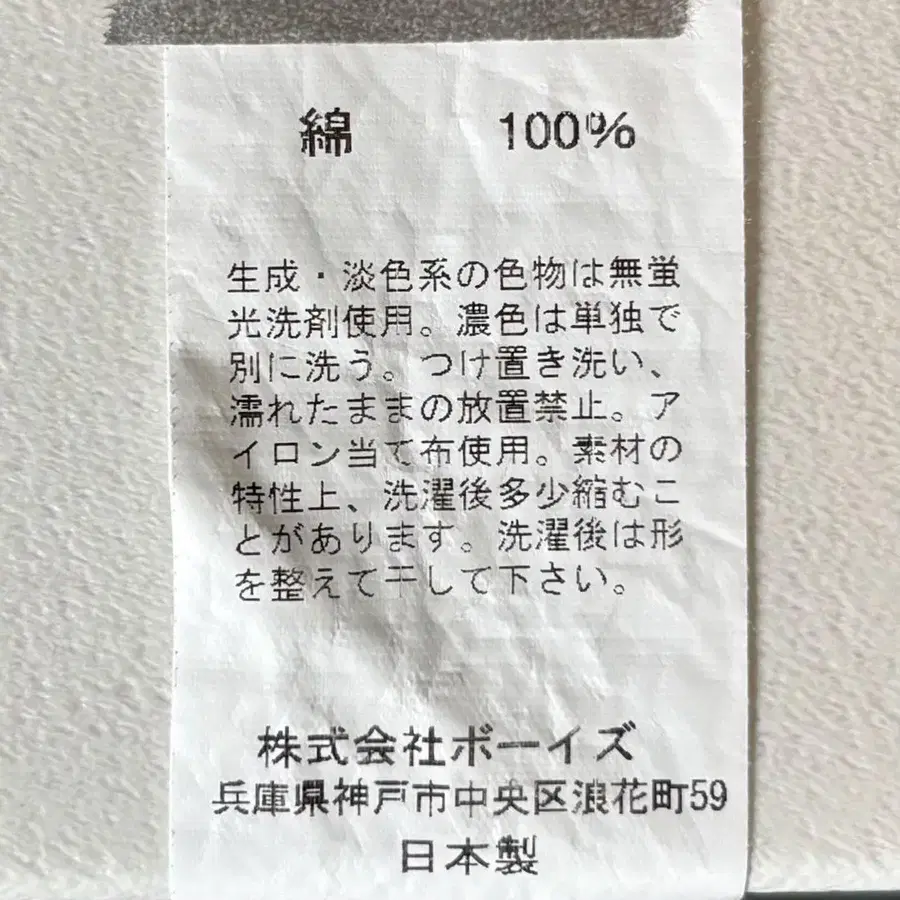 綿 100%
生成・淡色系の色物は無蛍
光洗剤使用。濃色は単独で
別に洗う。つけ置き洗い、
濡れたままの放置禁止。ア
イロン当て布使用。素材の
特性上、洗濯後多少縮むこ
とがあります。洗濯後は形
を整えて干して下さい。
株式会社ボーイズ
兵庫県神戸市中央区浪花町59
日本製